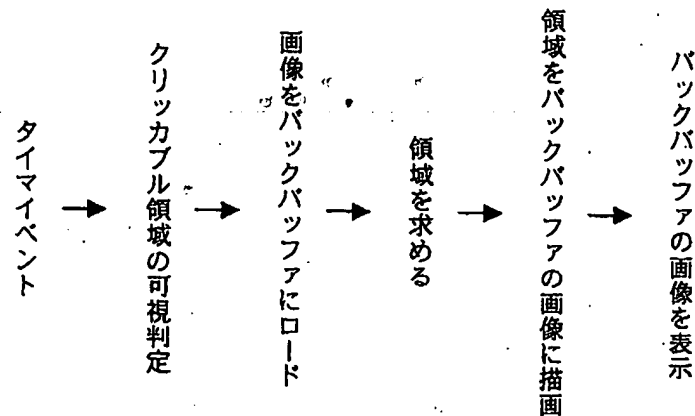 タイマイベント
クリッカブル領域の可視判定
画像をバックバッファにロード
領域を求める
領域をバックバッファの画像に描画
バックバッファの画像を表示